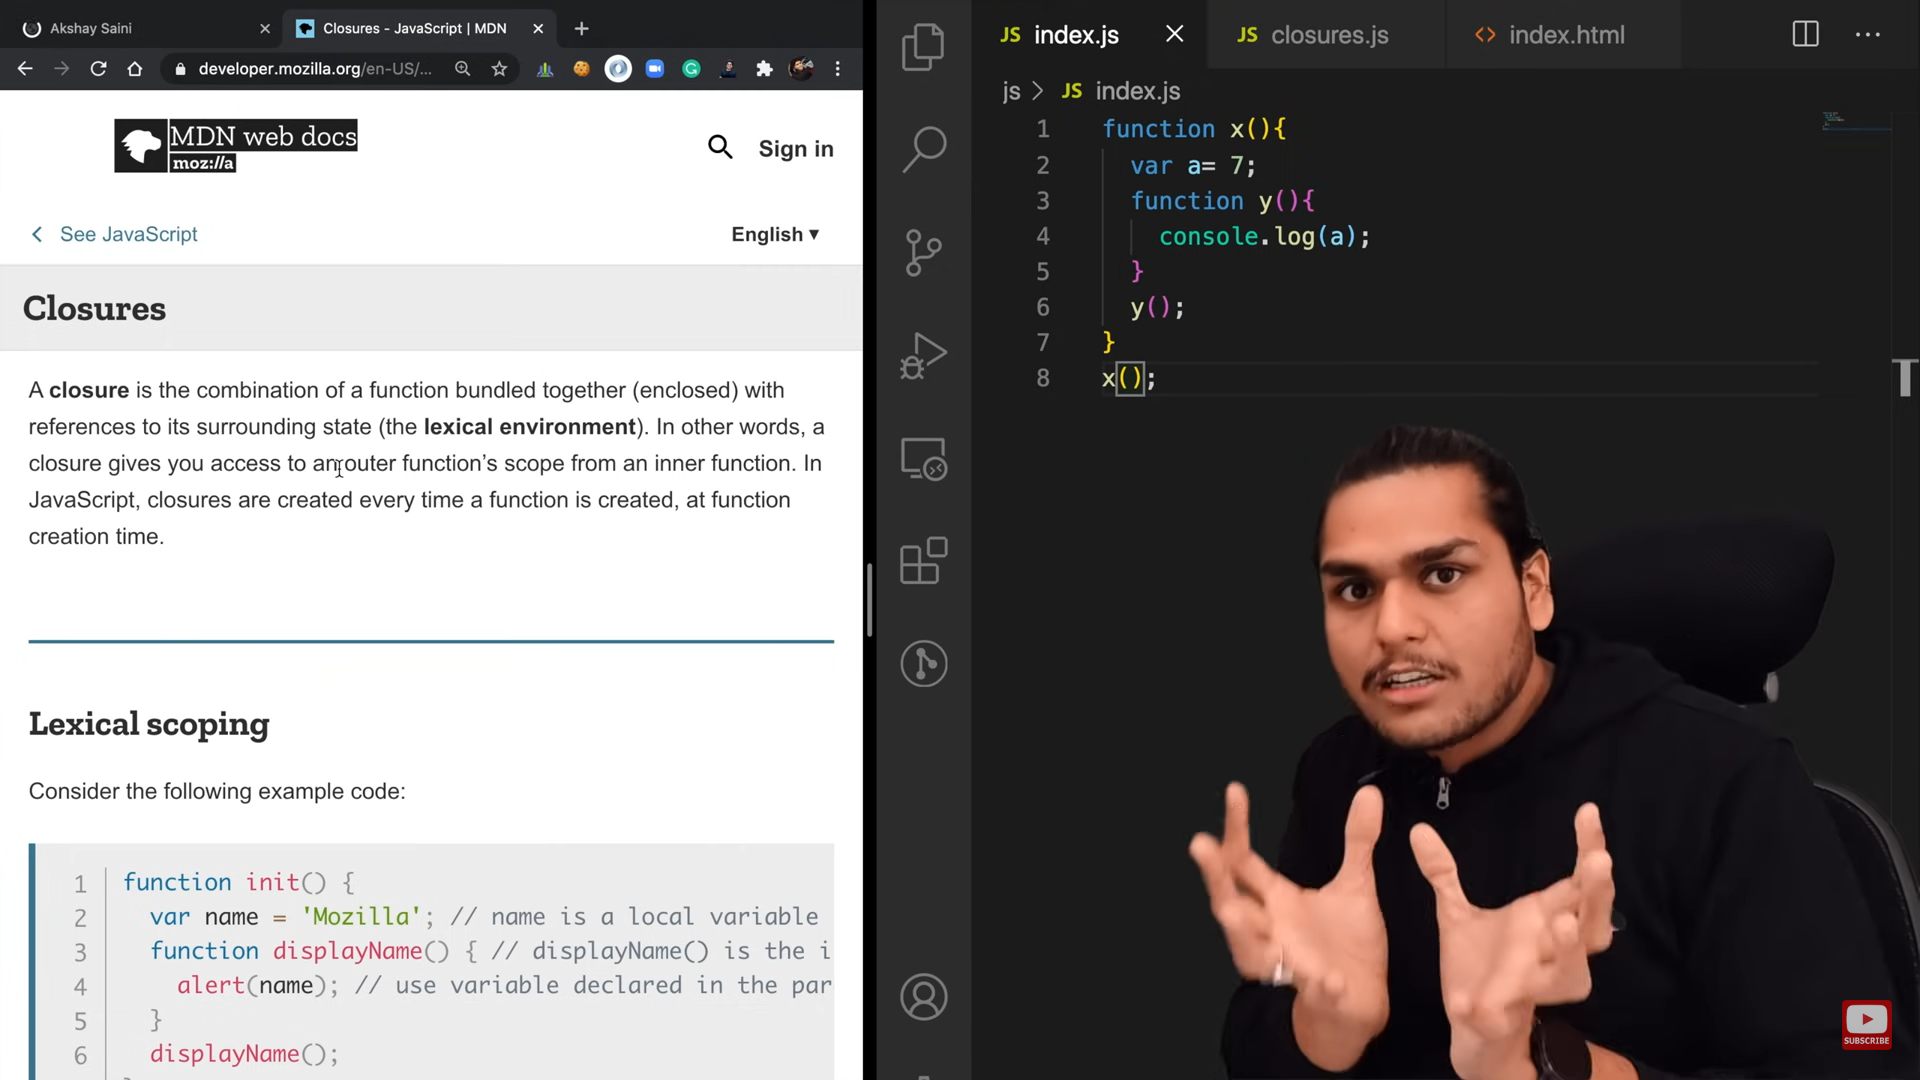 Akshay Saini
Closures - JavaScript | MDN
developer.mozilla.org/en-US/...
MDN web docs
moz://a
Sign in
See JavaScript
English ▾
Closures
A closure is the combination of a function bundled together (enclosed) with
references to its surrounding state (the lexical environment). In other words, a
closure gives you access to an outer function's scope from an inner function. In
JavaScript, closures are created every time a function is created, at function
creation time.
Lexical scoping
Consider the following example code:
1 function init() {
2 var name = 'Mozilla'; // name is a local variable
3 function displayName() { // displayName() is the i
4 alert(name); // use variable declared in the par
5 }
6 displayName();
JS index.js
JS closures.js
<> index.html
js > JS index.js
1 function x(){
2 var a= 7;
3 function y(){
4 console.log(a);
5 }
6 y();
7 }
8 x();
SUBSCRIBE